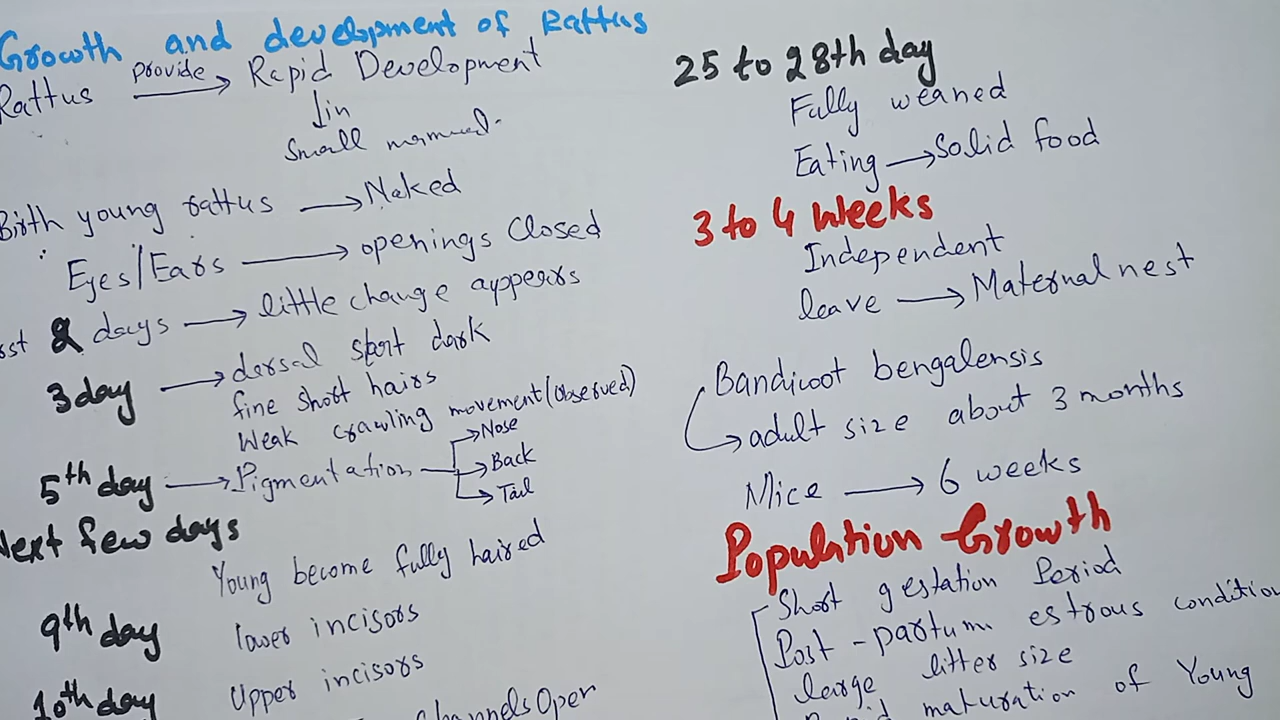 Growth and development of Rattus
Rattus provide → Rapid Development
↓in
Small mammal.
Birth young rattus → Naked
Eyes/Ears → openings Closed
2 days → little change appears
3 day → dorsal start dark
fine short hairs
Weak crawling movement (observed)
5th day → Pigmentation → Nose
→ Back
→ Tail
Next few days
Young become fully haired
9th day lower incisors
10th day Upper incisors
Channels Open
25 to 28th day
Fully weaned
Eating → Solid food
3 to 4 Weeks
Independent
leave → Maternal nest
Bandicoot bengalensis
→ adult size about 3 months
Mice → 6 weeks
Population Growth
Short gestation Period
Post-partum estrous condition
large litter size
maturation of Young